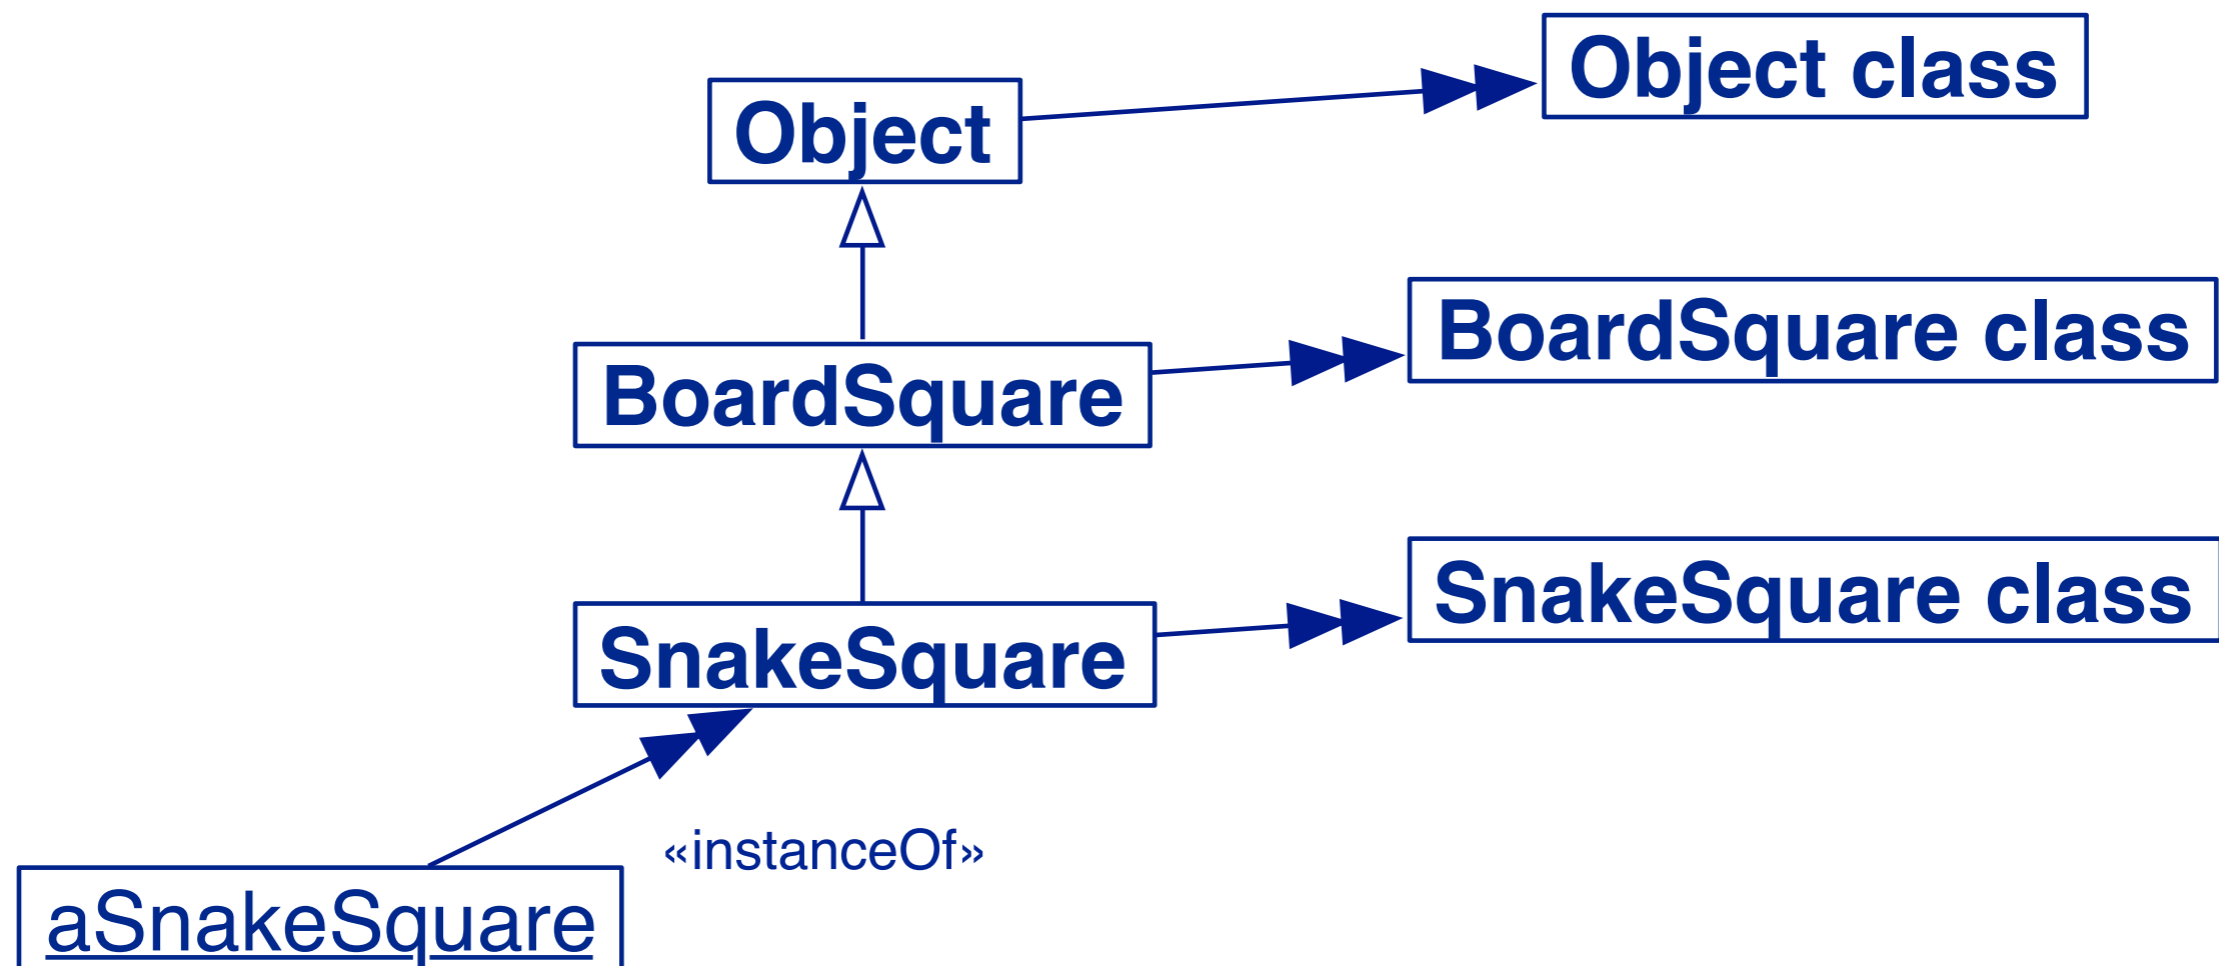 Object class
Object
BoardSquare class
BoardSquare
SnakeSquare class
SnakeSquare
«instanceOf»
aSnakeSquare